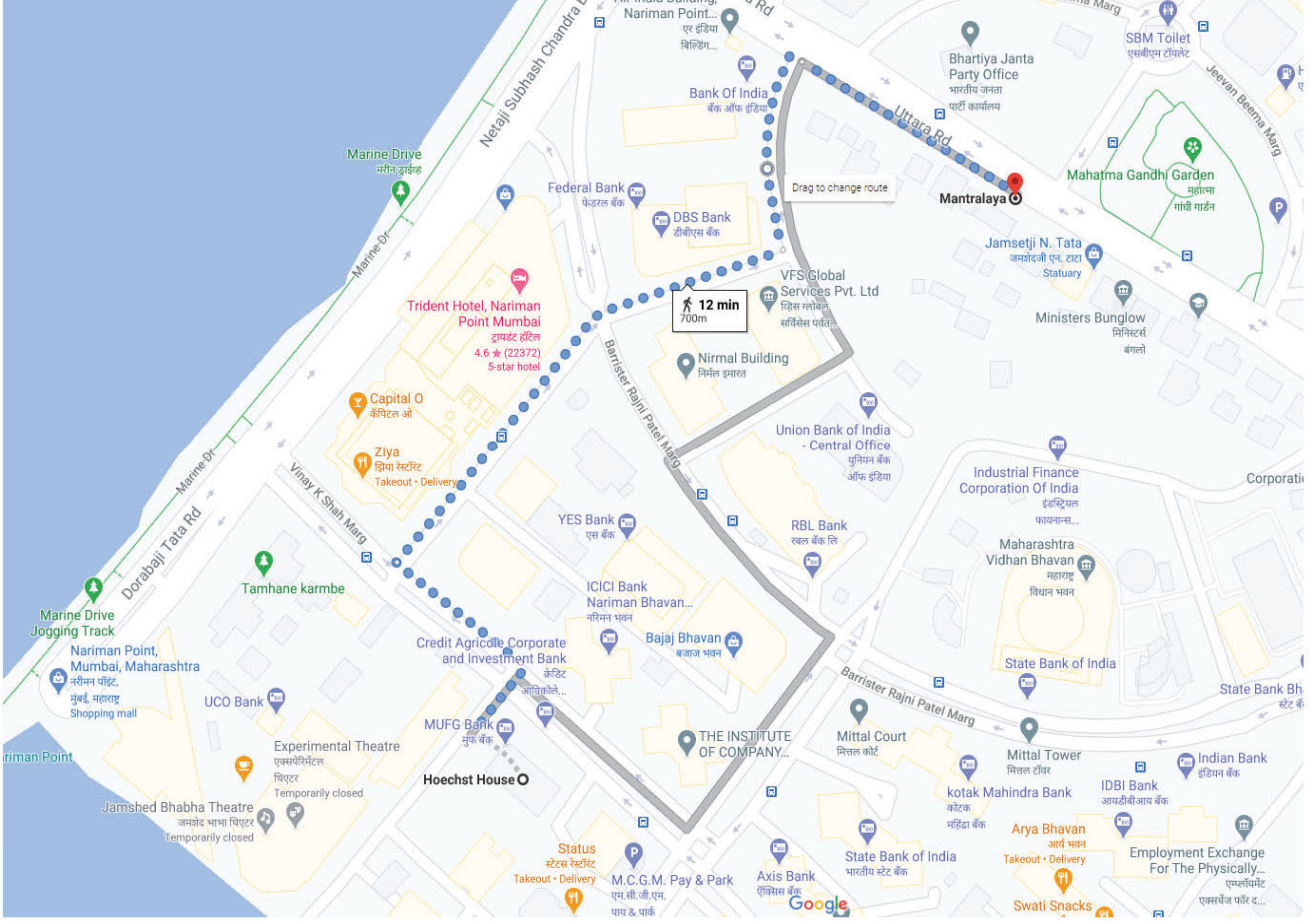 Nariman Point...
एर इंडिया
बिल्डिंग...
Rd
Marg
SBM Toilet
एसबीएम टॉयलेट
Netaji Subhash Chandra
Bhartiya Janta
Party Office
भारतीय जनता
पार्टी कार्यालय
Jeevan Beema Marg
Bank Of India
बँक ऑफ इंडिया
Uttara Rd
Marine Drive
मरीन ड्राईव्ह
Mahatma Gandhi Garden
महात्मा
गांधी गार्डन
Federal Bank
फेडरल बँक
Drag to change route
Mantralaya
DBS Bank
डीबीएस बँक
Marine Dr
Jamsetji N. Tata
जमशेदजी एन. टाटा
Statuary
VFS Global
Services Pvt. Ltd
व्हिस ग्लोबल
सर्विसेस पर्वत...
Trident Hotel, Nariman
Point Mumbai
ट्रायडंट हॉटेल
4.6 ★ (22372)
5-star hotel
12 min
700m
Ministers Bunglow
मिनिस्टर्स
बंगलो
Nirmal Building
निर्मल इमारत
Barrister Rajni Patel Marg
Capital O
कॅपिटल ओ
Union Bank of India
- Central Office
युनियन बँक
ऑफ इंडिया
Ziya
झिया रेस्टॉरंट
Takeout • Delivery
Marine Dr
Vinay K Shah Marg
Industrial Finance
Corporation Of India
इंडस्ट्रियल
फायनान्स...
Dorabaji Tata Rd
YES Bank
एस बँक
RBL Bank
रबल बँक लि
Maharashtra
Vidhan Bhavan
महाराष्ट्र
विधान भवन
Tamhane karmbe
ICICI Bank
Nariman Bhavan...
नरिमन भवन
Marine Drive
Jogging Track
Credit Agricole Corporate
and Investment Bank
क्रेडिट
आग्रिकोले...
Bajaj Bhavan
बजाज भवन
Nariman Point,
Mumbai, Maharashtra
नरीमन पॉइंट,
मुंबई, महाराष्ट्र
Shopping mall
State Bank of India
Barrister Rajni Patel Marg
State Bank
स्टेट
UCO Bank
MUFG Bank
मुफ बँक
THE INSTITUTE
OF COMPANY...
Mittal Court
मित्तल कोर्ट
Mittal Tower
मित्तल टॉवर
Point
Experimental Theatre
एक्सपेरिमेंटल
थिएटर
Temporarily closed
Indian Bank
इंडियन बँक
Hoechst House
kotak Mahindra Bank
कोटक
महिंद्रा बँक
IDBI Bank
आयडीबीआय बँक
Jamshed Bhabha Theatre
जमशेद भाभा थिएटर
Temporarily closed
Arya Bhavan
आर्य भवन
Takeout • Delivery
Employment Exchange
For The Physically...
एम्प्लॉयमेंट
एक्सचेंज फॉर द...
Status
स्टेटस रेस्टॉरंट
Takeout • Delivery
P
M.C.G.M. Pay & Park
एम.सी.जी.एम.
पाय & पार्क
Axis Bank
ऍक्सिस बँक
State Bank of India
भारतीय स्टेट बँक
Google
Swati Snacks